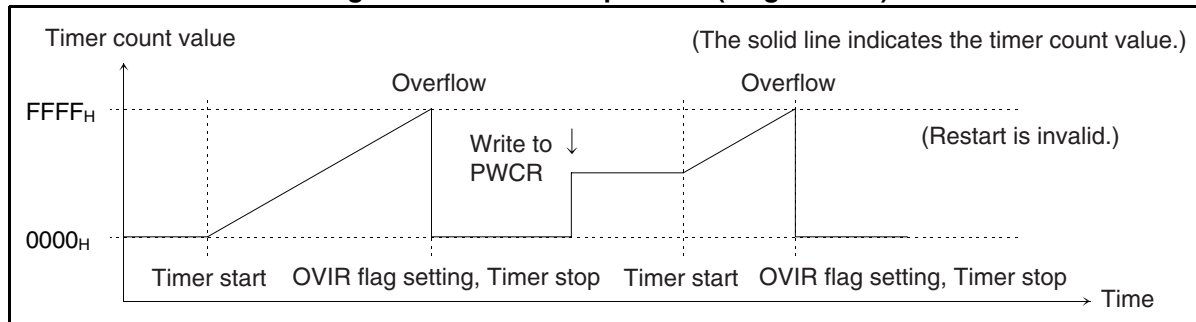 Timer count value
(The solid line indicates the timer count value.)
Overflow
Overflow
FFFFH
Write to
PWCR
(Restart is invalid.)
0000H
Timer start
OVIR flag setting, Timer stop
Timer start
OVIR flag setting, Timer stop
Time